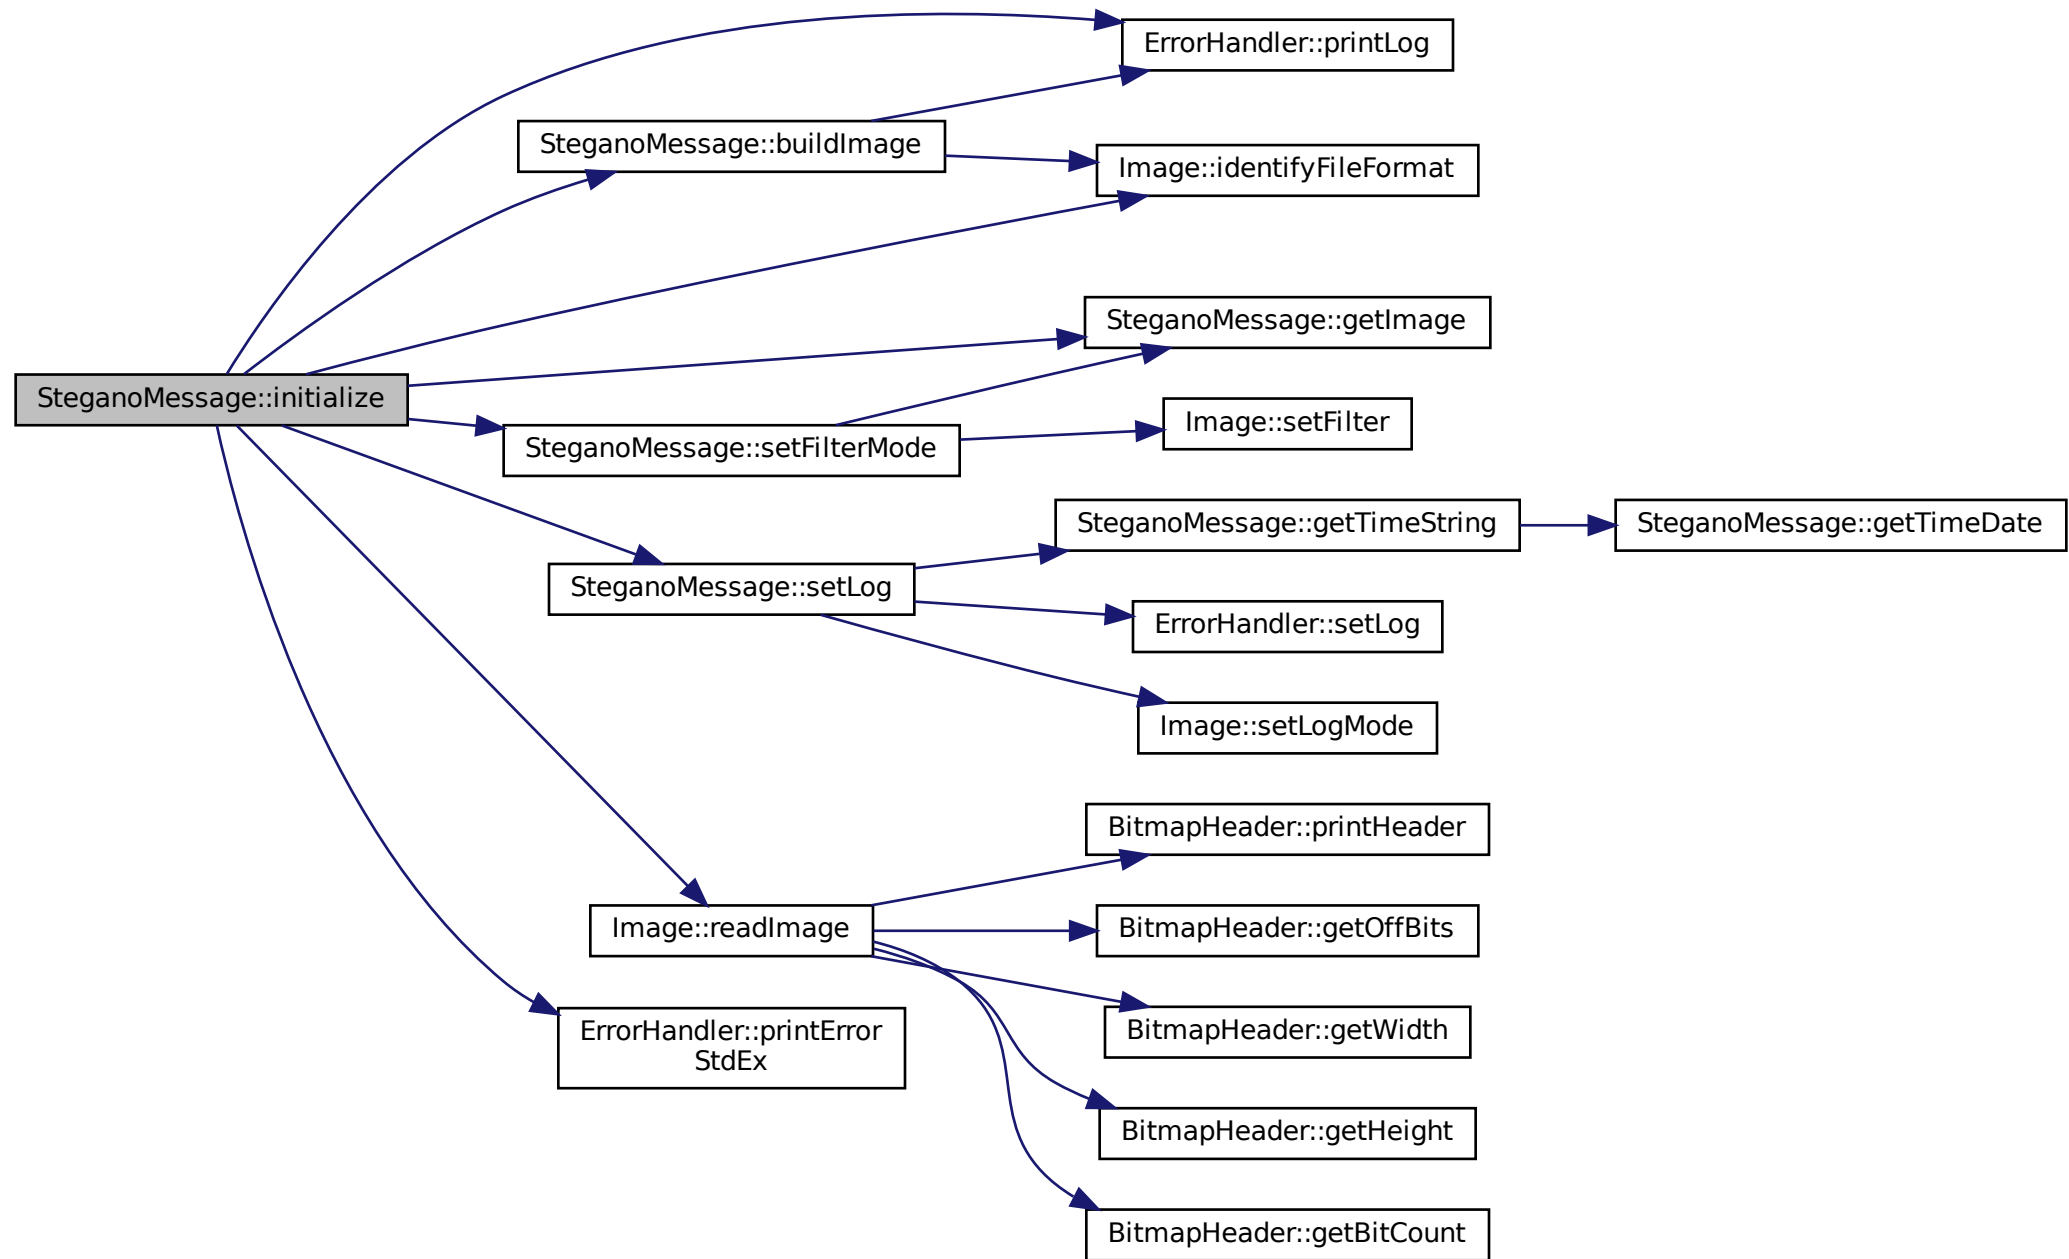 ErrorHandler::printLog
SteganoMessage::buildImage
Image::identifyFileFormat
SteganoMessage::getImage
SteganoMessage::initialize
Image::setFilter
SteganoMessage::setFilterMode
SteganoMessage::getTimeString
SteganoMessage::getTimeDate
SteganoMessage::setLog
ErrorHandler::setLog
Image::setLogMode
BitmapHeader::printHeader
Image::readImage
BitmapHeader::getOffBits
BitmapHeader::getWidth
ErrorHandler::printError
StdEx
BitmapHeader::getHeight
BitmapHeader::getBitCount